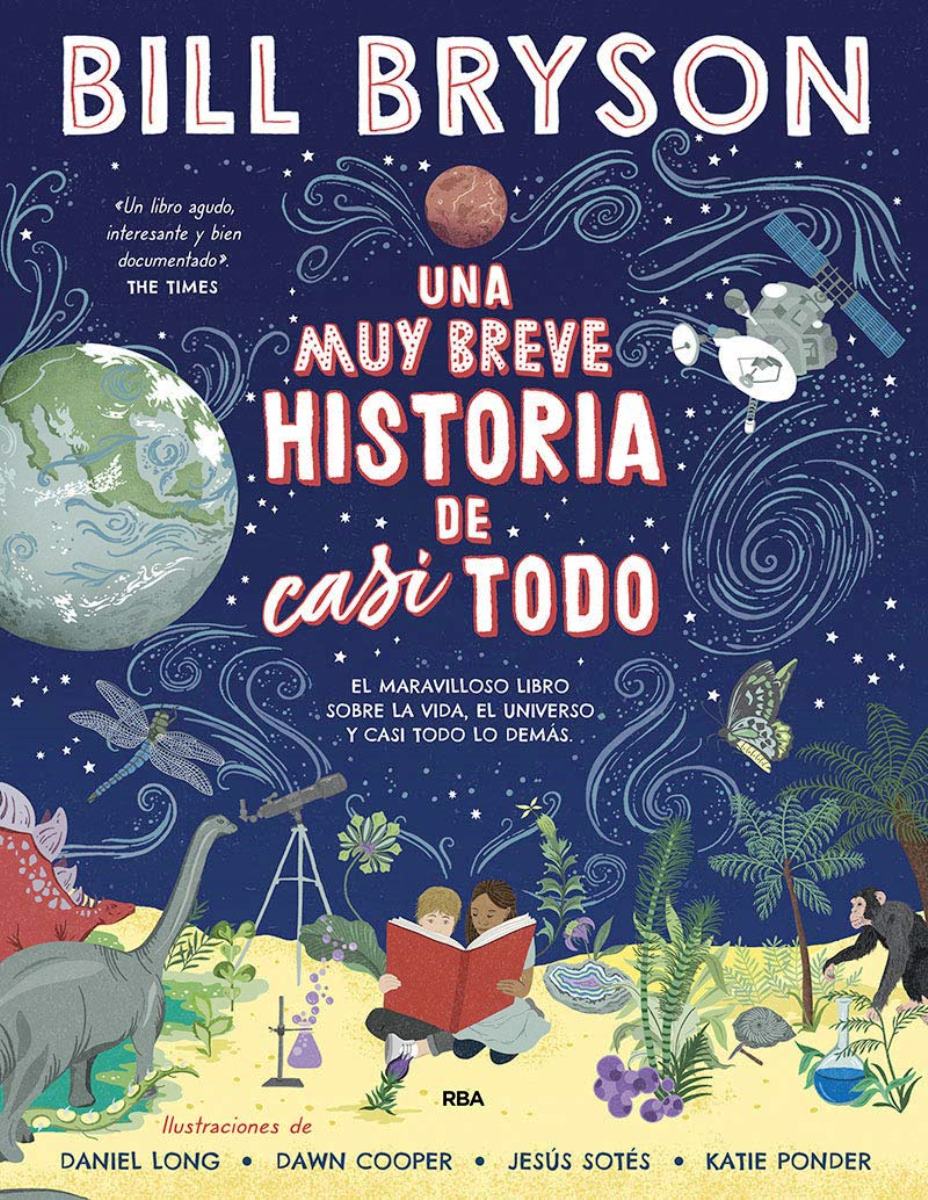 BILL BRYSON
«Un libro agudo,
interesante y bien
documentado».
THE TIMES
UNA
MUY BREVE
HISTORIA
DE
casi TODO
EL MARAVILLOSO LIBRO
SOBRE LA VIDA, EL UNIVERSO
Y CASI TODO LO DEMÁS.
RBA
Ilustraciones de
DANIEL LONG • DAWN COOPER • JESÚS SOTÉS • KATIE PONDER